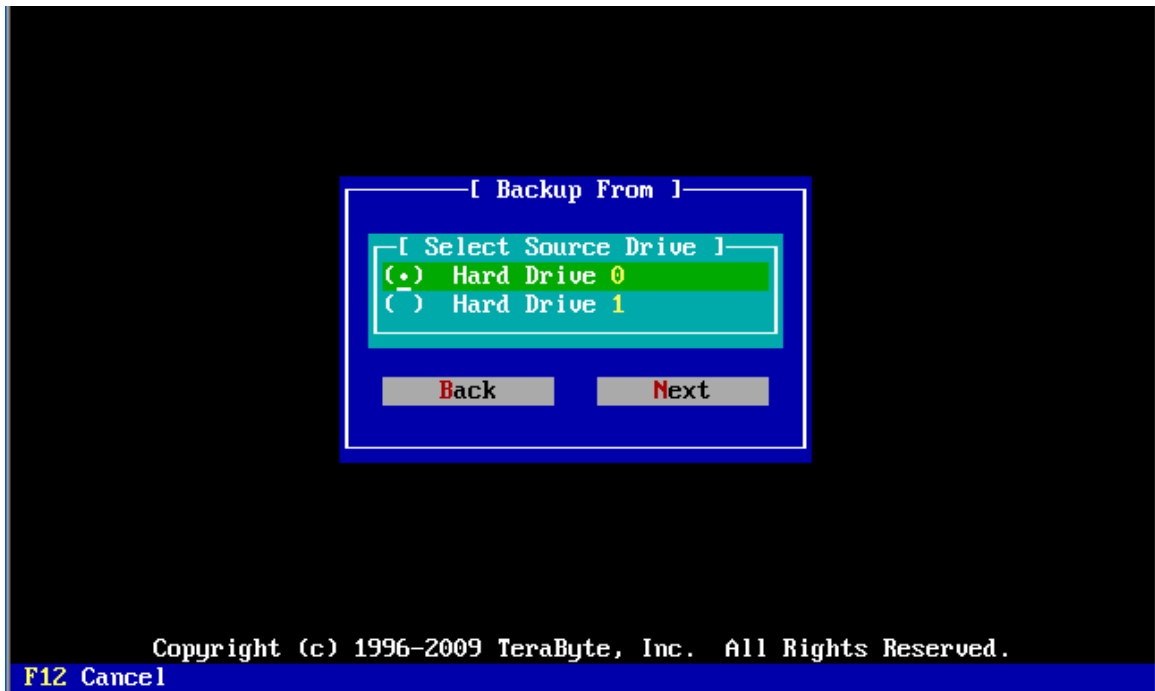 [ Backup From ]
[ Select Source Drive ]
(•) Hard Drive 0
( ) Hard Drive 1
Back Next
Copyright (c) 1996-2009 TeraByte, Inc. All Rights Reserved.
F12 Cancel